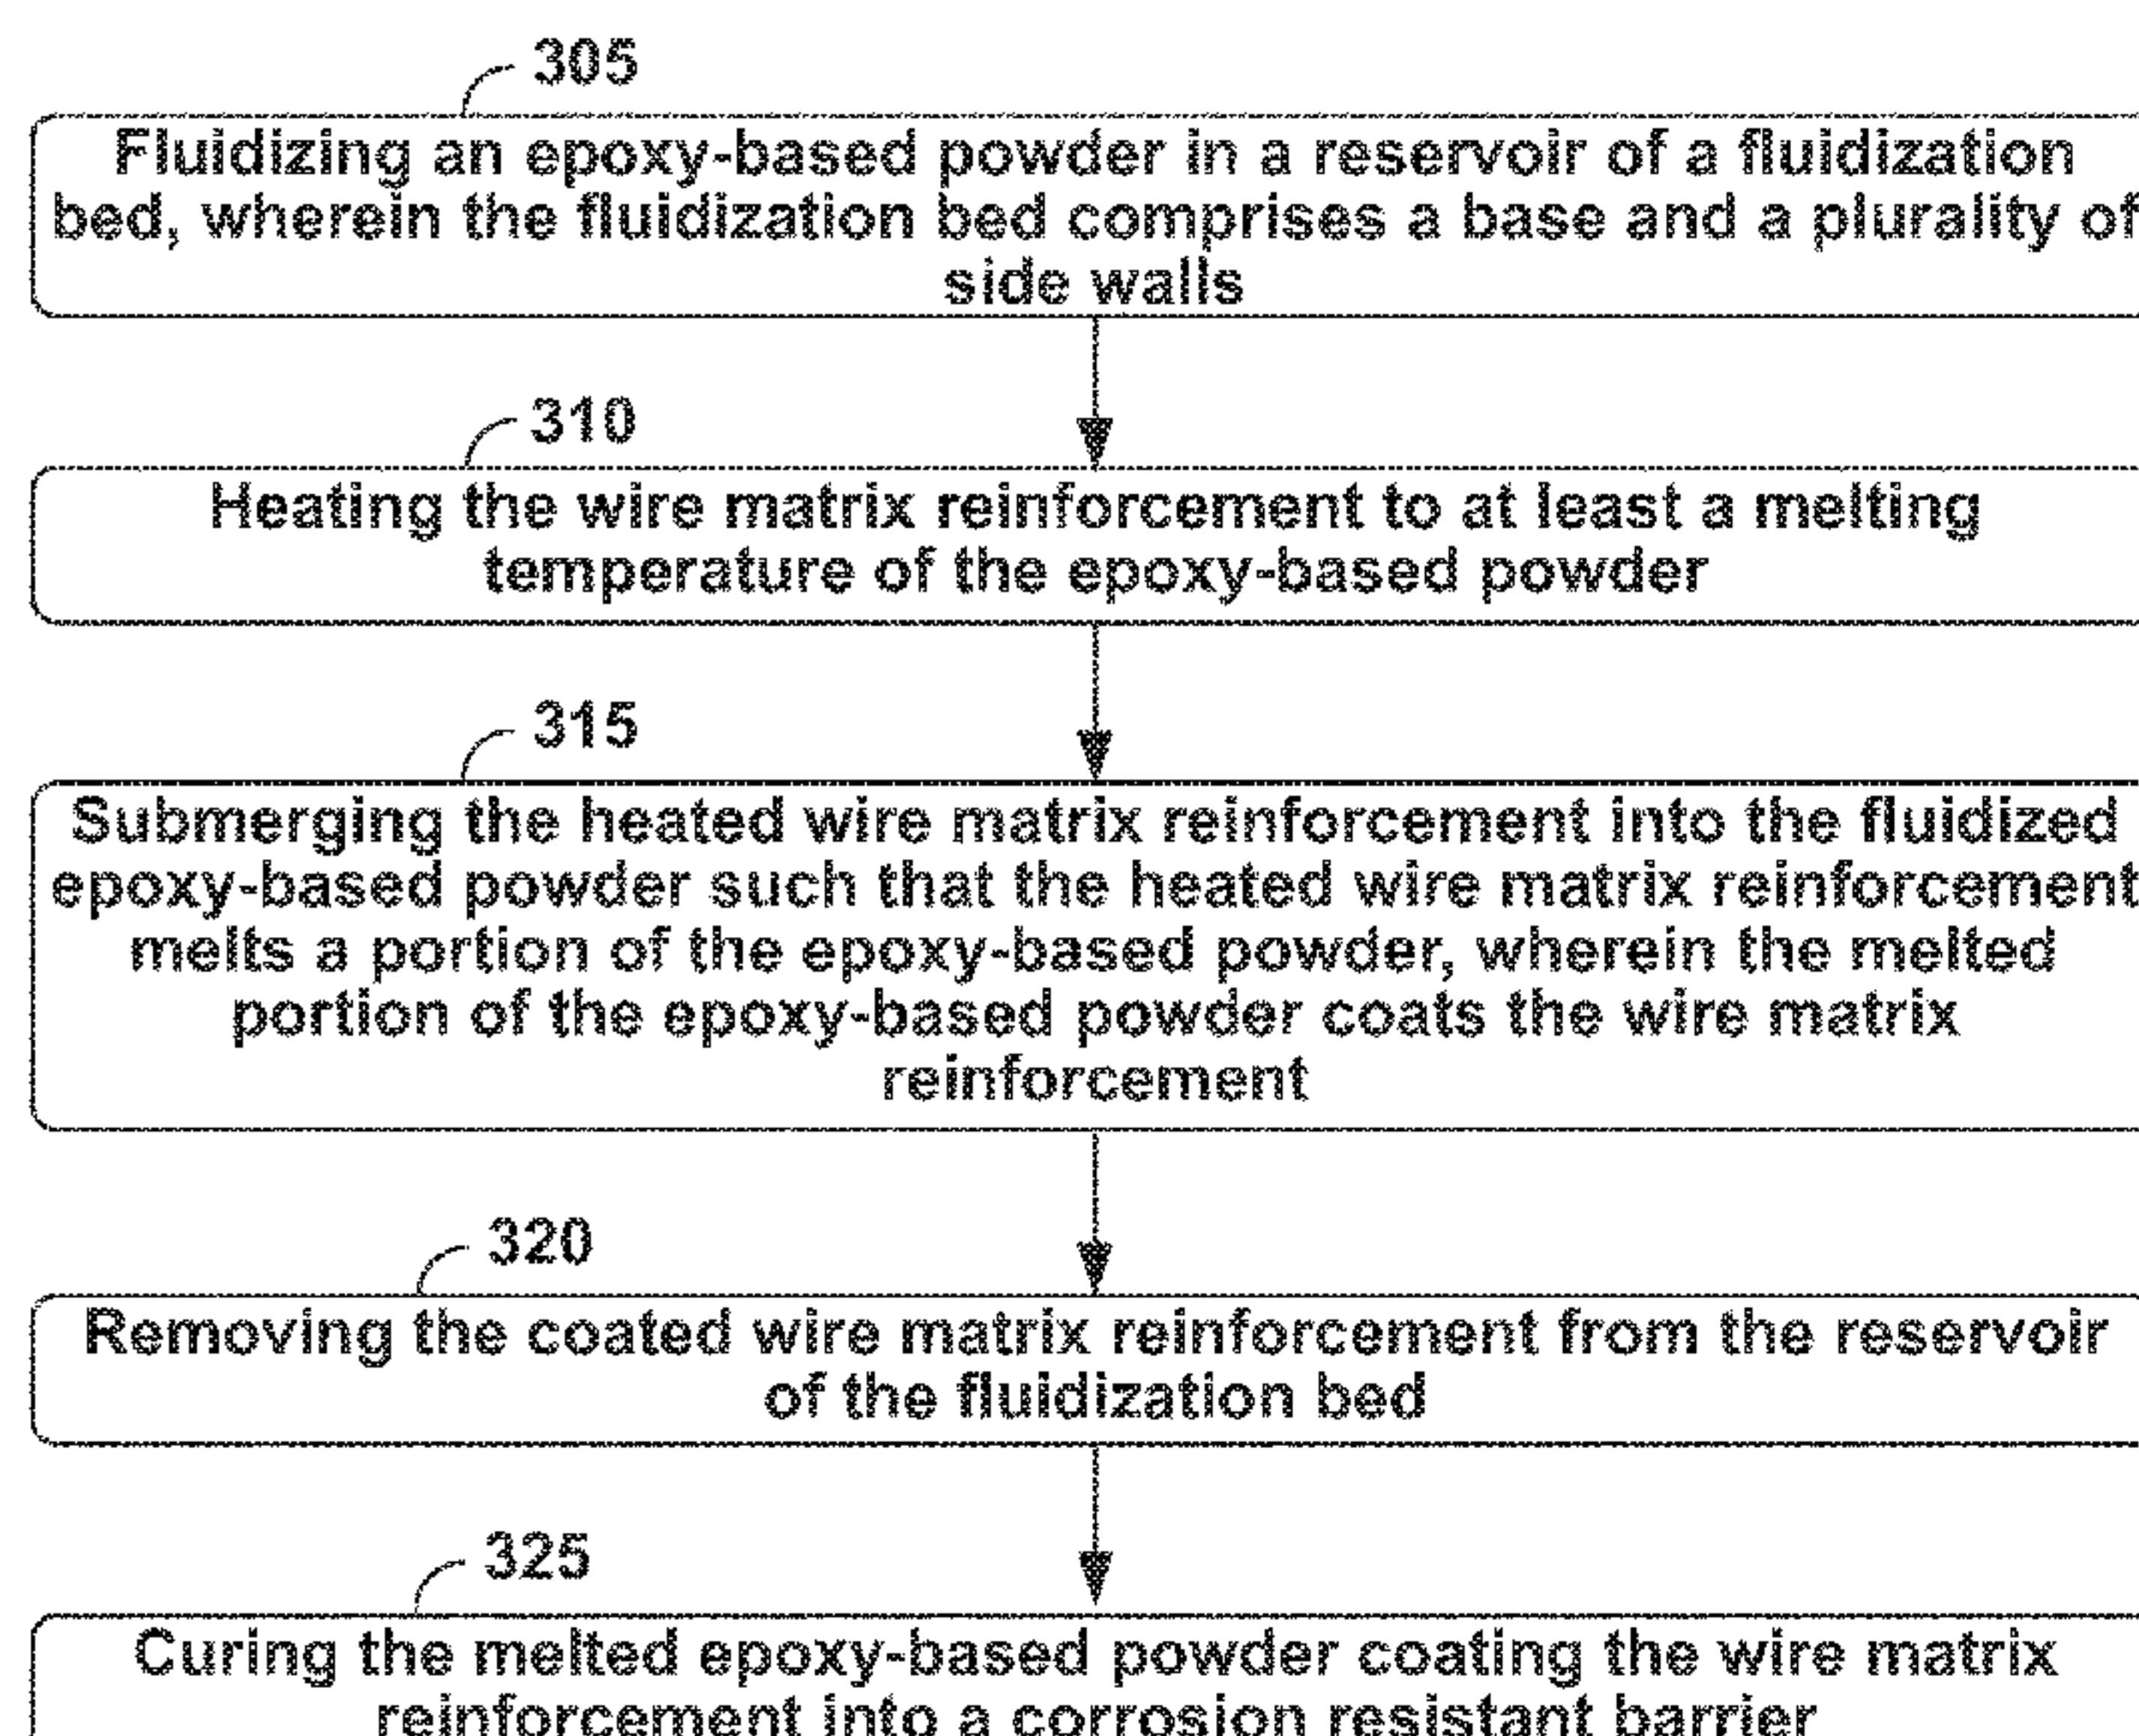 305
Fluidizing an epoxy-based powder in a reservoir of a fluidization
bed, wherein the fluidization bed comprises a base and a plurality of
side walls
310
Heating the wire matrix reinforcement to at least a melting
temperature of the epoxy-based powder
315
Submerging the heated wire matrix reinforcement into the fluidized
epoxy-based powder such that the heated wire matrix reinforcement
melts a portion of the epoxy-based powder, wherein the melted
portion of the epoxy-based powder coats the wire matrix
reinforcement
320
Removing the coated wire matrix reinforcement from the reservoir
of the fluidization bed
325
Curing the melted epoxy-based powder coating the wire matrix
reinforcement into a corrosion resistant barrier